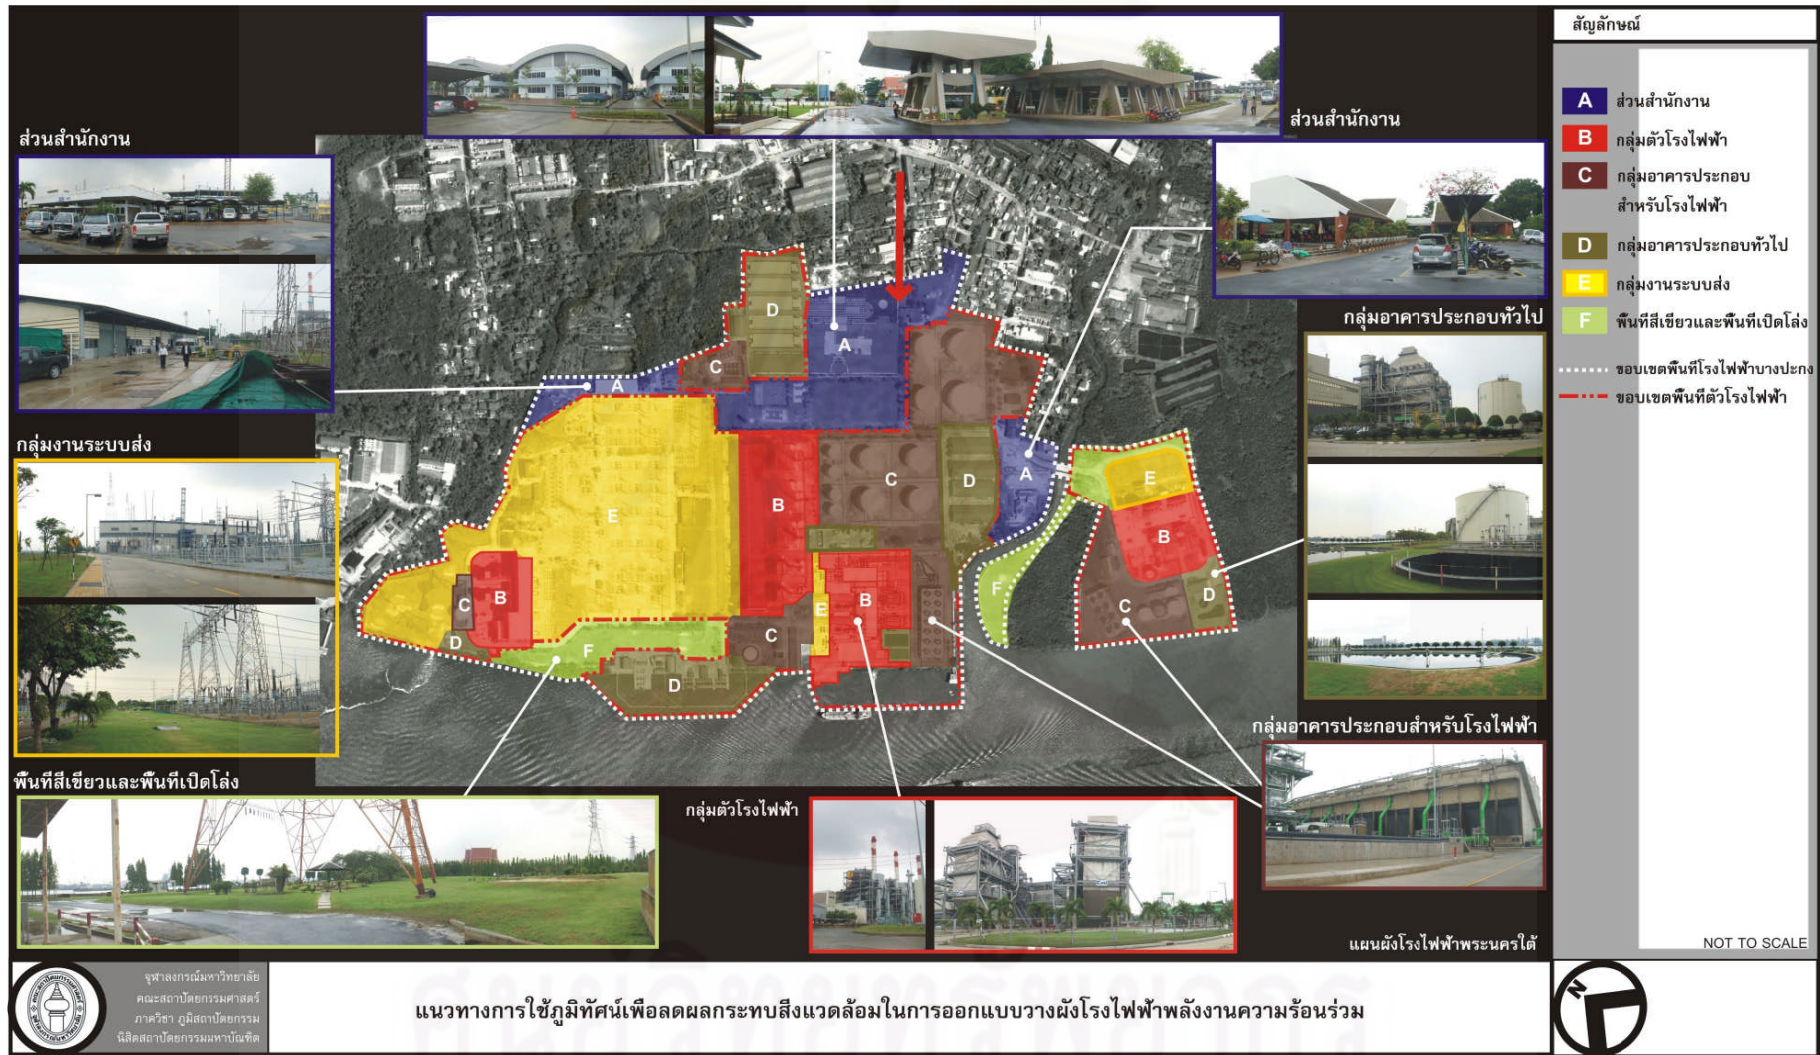 สัญลักษณ์
A ส่วนสำนักงาน
B กลุ่มตัวโรงไฟฟ้า
C กลุ่มอาคารประกอบ
สำหรับโรงไฟฟ้า
D กลุ่มอาคารประกอบทั่วไป
E กลุ่มงานระบบส่ง
F พื้นที่สีเขียวและพื้นที่เปิดโล่ง
ขอบเขตพื้นที่โรงไฟฟ้าบางปะกง
ขอบเขตพื้นที่ตัวโรงไฟฟ้า
NOT TO SCALE
ส่วนสำนักงาน
ส่วนสำนักงาน
กลุ่มอาคารประกอบทั่วไป
กลุ่มงานระบบส่ง
D
A
C
A
A
E
B
C
D
E
B
F
C
D
C
B
D
F
D
C
E
B
กลุ่มอาคารประกอบสำหรับโรงไฟฟ้า
พื้นที่สีเขียวและพื้นที่เปิดโล่ง
กลุ่มตัวโรงไฟฟ้า
แผนผังโรงไฟฟ้าพระนครใต้
จุฬาลงกรณ์มหาวิทยาลัย
คณะสถาปัตยกรรมศาสตร์
ภาควิชา ภูมิสถาปัตยกรรม
นิสิตสถาปัตยกรรมมหาบัณฑิต
แนวทางการใช้ภูมิทัศน์เพื่อลดผลกระทบสิ่งแวดล้อมในการออกแบบวางผังโรงไฟฟ้าพลังงานความร้อนร่วม
N
ศูนย์วิทยทรัพยากร